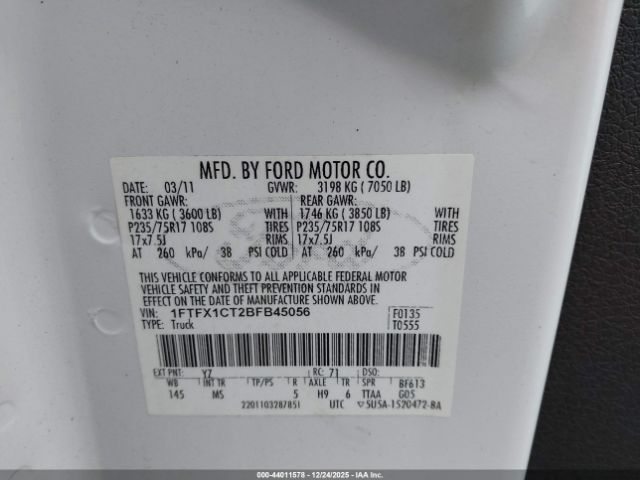 MFD. BY FORD MOTOR CO.
DATE: 03/11 GVWR: 3198 KG ( 7050 LB)
FRONT GAWR: REAR GAWR:
1633 KG ( 3600 LB) WITH 1746 KG ( 3850 LB) WITH
P235/75R17 108S TIRES P235/75R17 108S TIRES
17x7.5J RIMS 17x7.5J RIMS
AT 260 kPa/ 38 PSI COLD AT 260 kPa/ 38 PSI COLD
THIS VEHICLE CONFORMS TO ALL APPLICABLE FEDERAL MOTOR
VEHICLE SAFETY AND THEFT PREVENTION STANDARDS IN
EFFECT ON THE DATE OF MANUFACTURE SHOWN ABOVE.
VIN: 1FTFX1CT2BFB45056 F0135
TYPE: Truck T0555
EXT PNT: YZ RC: 71 DSO:
WB INT TR TP/PS R AXLE TR SPR BF613
145 MS 5 H9 6 TTAA G05
2201103287851 UTC SU5A-1520472-BA
000-44011578 - 12/24/2025 - COPYRIGHT IAA, LLC